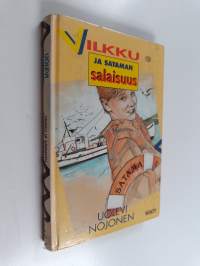 VILKKU
JA SATAMAN
salaisuus
SATAMA
UOLEVI
NOJONEN